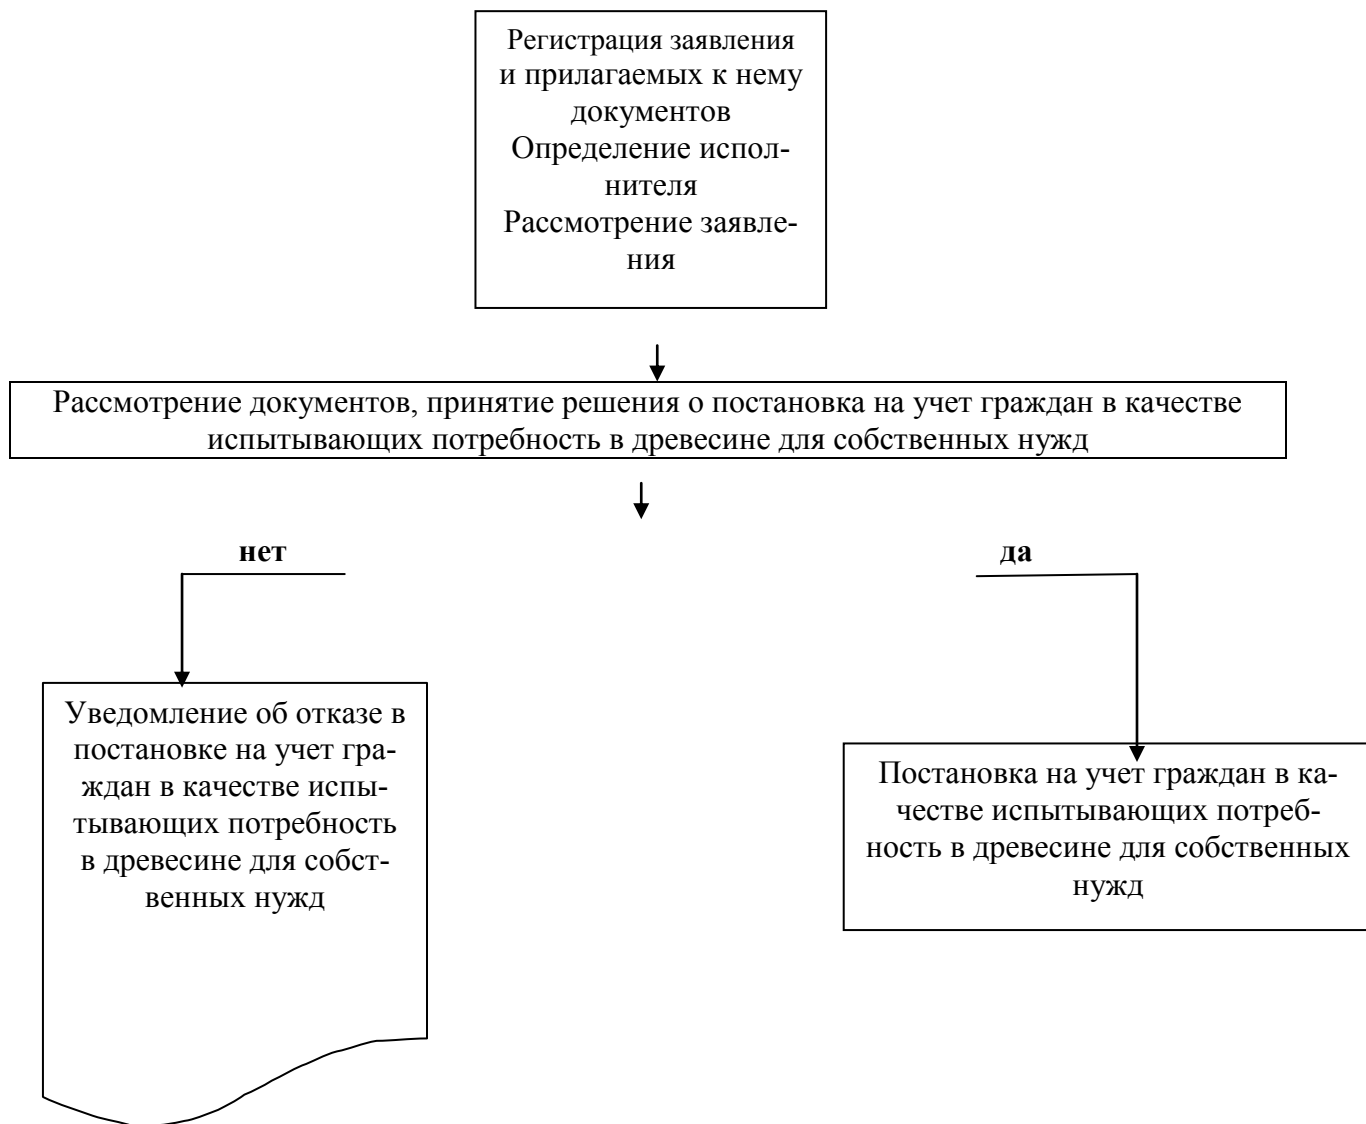 Регистрация заявления
и прилагаемых к нему
документов
Определение испол-
нителя
Рассмотрение заявле-
ния
Рассмотрение документов, принятие решения о постановка на учет граждан в качестве
испытывающих потребность в древесине для собственных нужд
нет
да
Уведомление об отказе в
постановке на учет гра-
ждан в качестве испы-
тывающих потребность
в древесине для собст-
венных нужд
Постановка на учет граждан в ка-
честве испытывающих потреб-
ность в древесине для собственных
нужд